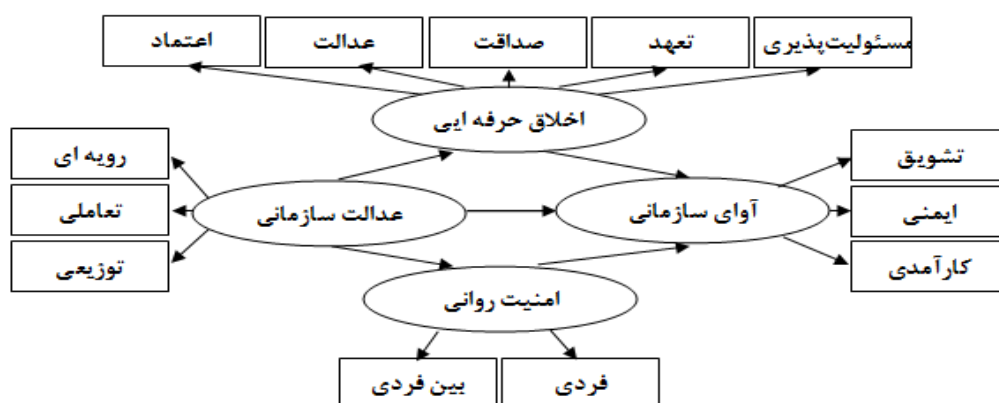 مسئولیت‌پذیری
تعهد
صداقت
عدالت
اعتماد
اخلاق حرفه ایی
تشویق
رویه ای
آوای سازمانی
عدالت سازمانی
ایمنی
تعاملی
کارآمدی
توزیعی
امنیت روانی
فردی
بین فردی